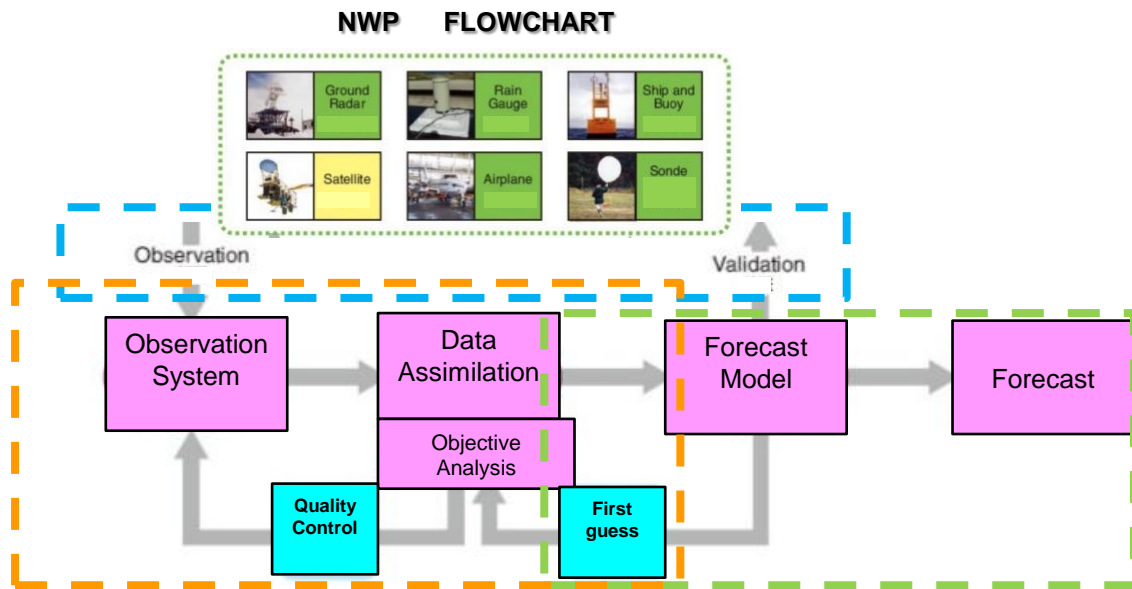 NWP FLOWCHART
Ground
Radar
Rain
Gauge
Ship and
Buoy
Satellite
Airplane
Sonde
Observation
Validation
Observation
System
Data
Assimilation
Forecast
Model
Forecast
Objective
Analysis
Quality
Control
First
guess